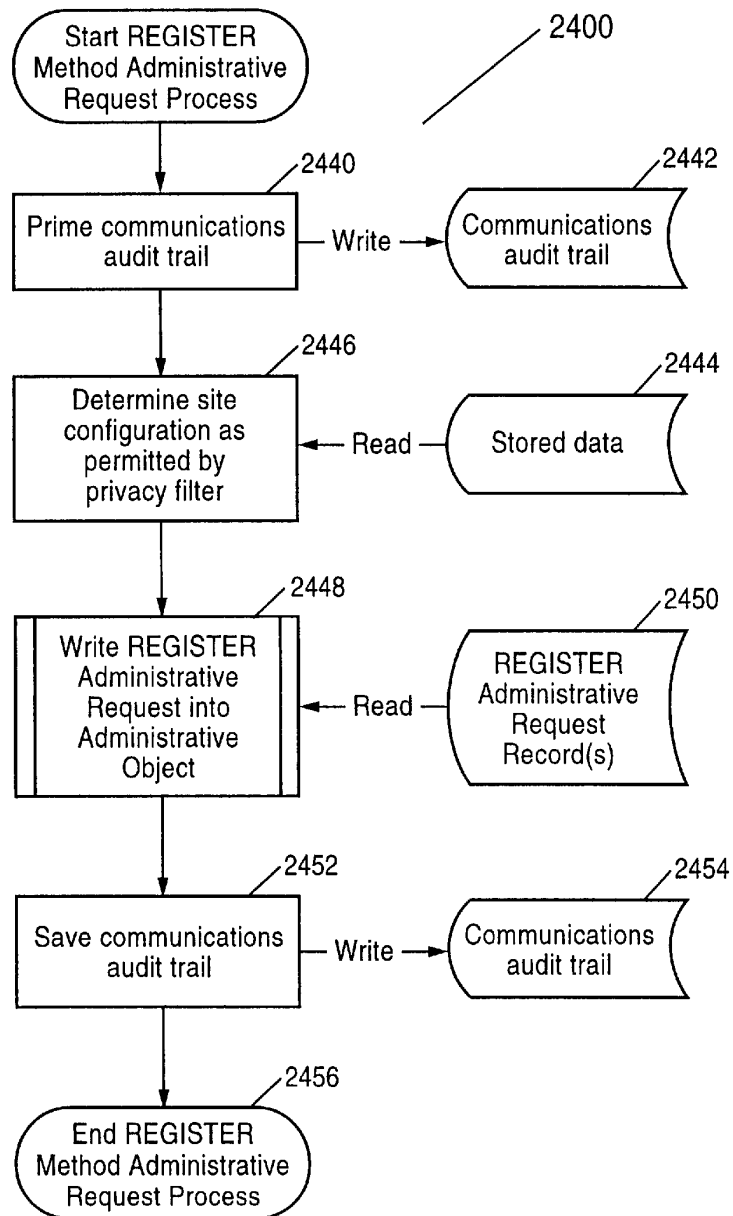 Start REGISTER
Method Administrative
Request Process
2400
2440
Prime communications
audit trail
Write
2442
Communications
audit trail
2446
Determine site
configuration as
permitted by
privacy filter
Read
2444
Stored data
2448
Write REGISTER
Administrative
Request into
Administrative
Object
Read
2450
REGISTER
Administrative
Request
Record(s)
2452
Save communications
audit trail
Write
2454
Communications
audit trail
2456
End REGISTER
Method Administrative
Request Process